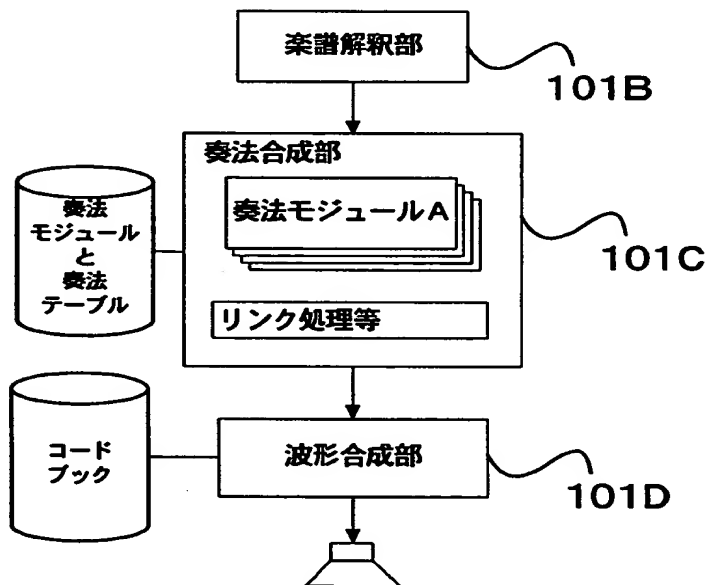 楽譜解釈部
101B
奏法合成部
奏法モジュールA
リンク処理等
101C
奏法
モジュール
と
奏法
テーブル
コード
ブック
波形合成部
101D